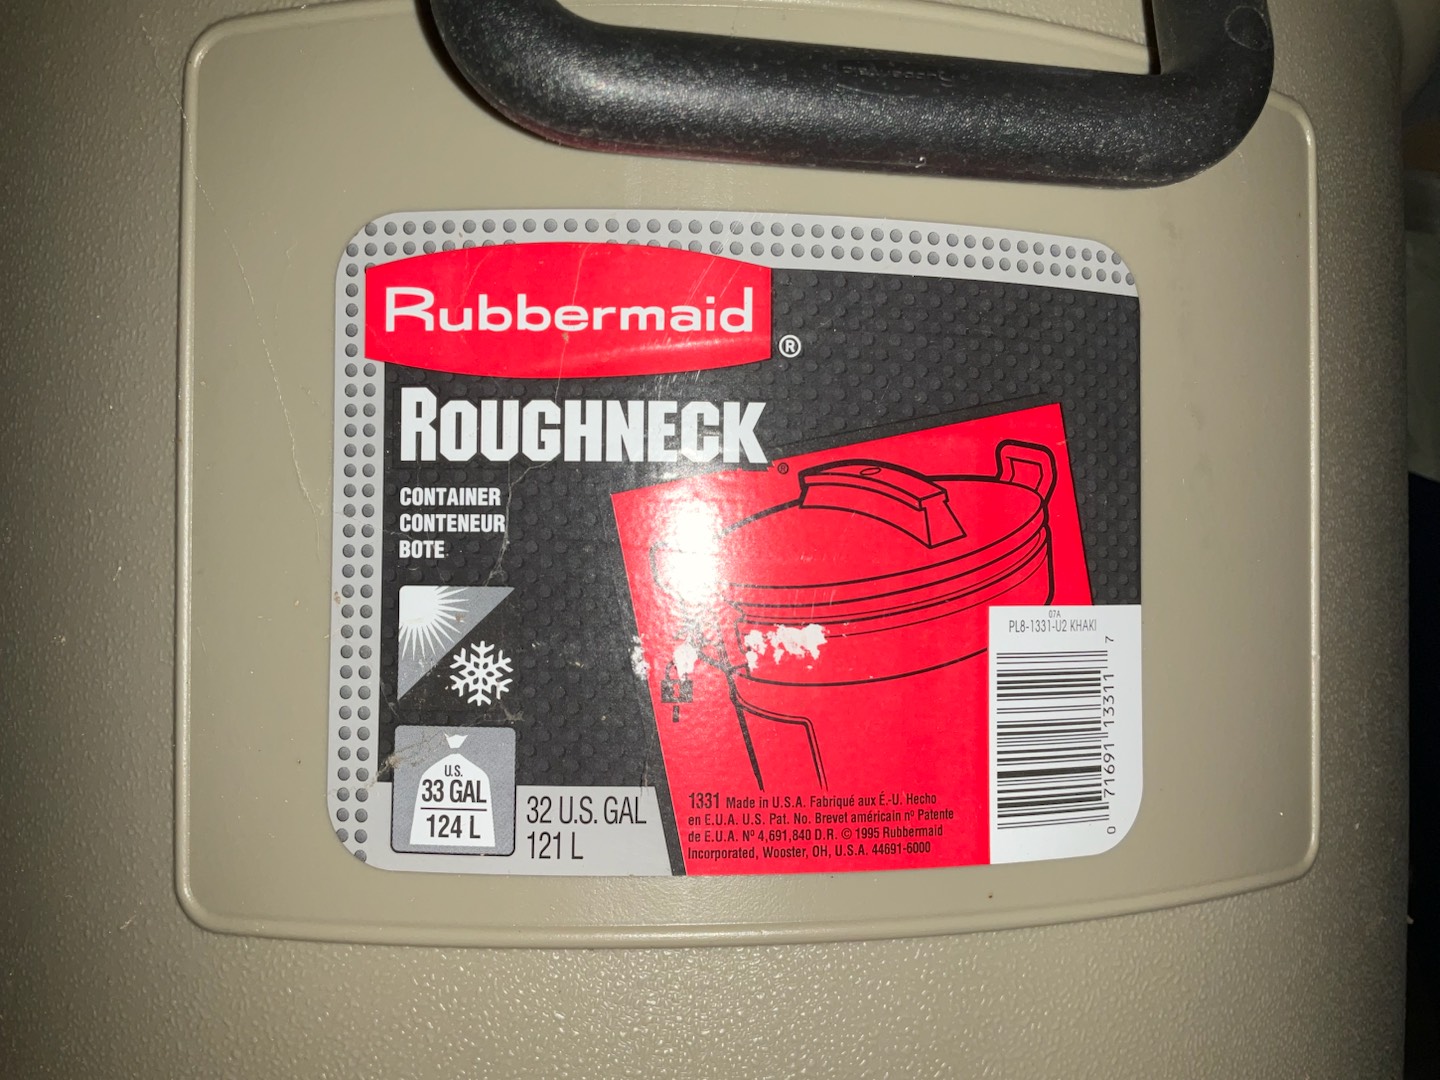 Rubbermaid®
ROUGHNECK®
CONTAINER
CONTENEUR
BOTE
U.S.
33 GAL
124 L
32 U.S. GAL
121 L
1331 Made in U.S.A. Fabriqué aux É.-U. Hecho
en E.U.A. U.S. Pat. No. Brevet américain nº Patente
de E.U.A. Nº 4,691,840 D.R. © 1995 Rubbermaid
Incorporated, Wooster, OH, U.S.A. 44691-6000
07A
PL8-1331-U2 KHAKI
0 71691 13311 7